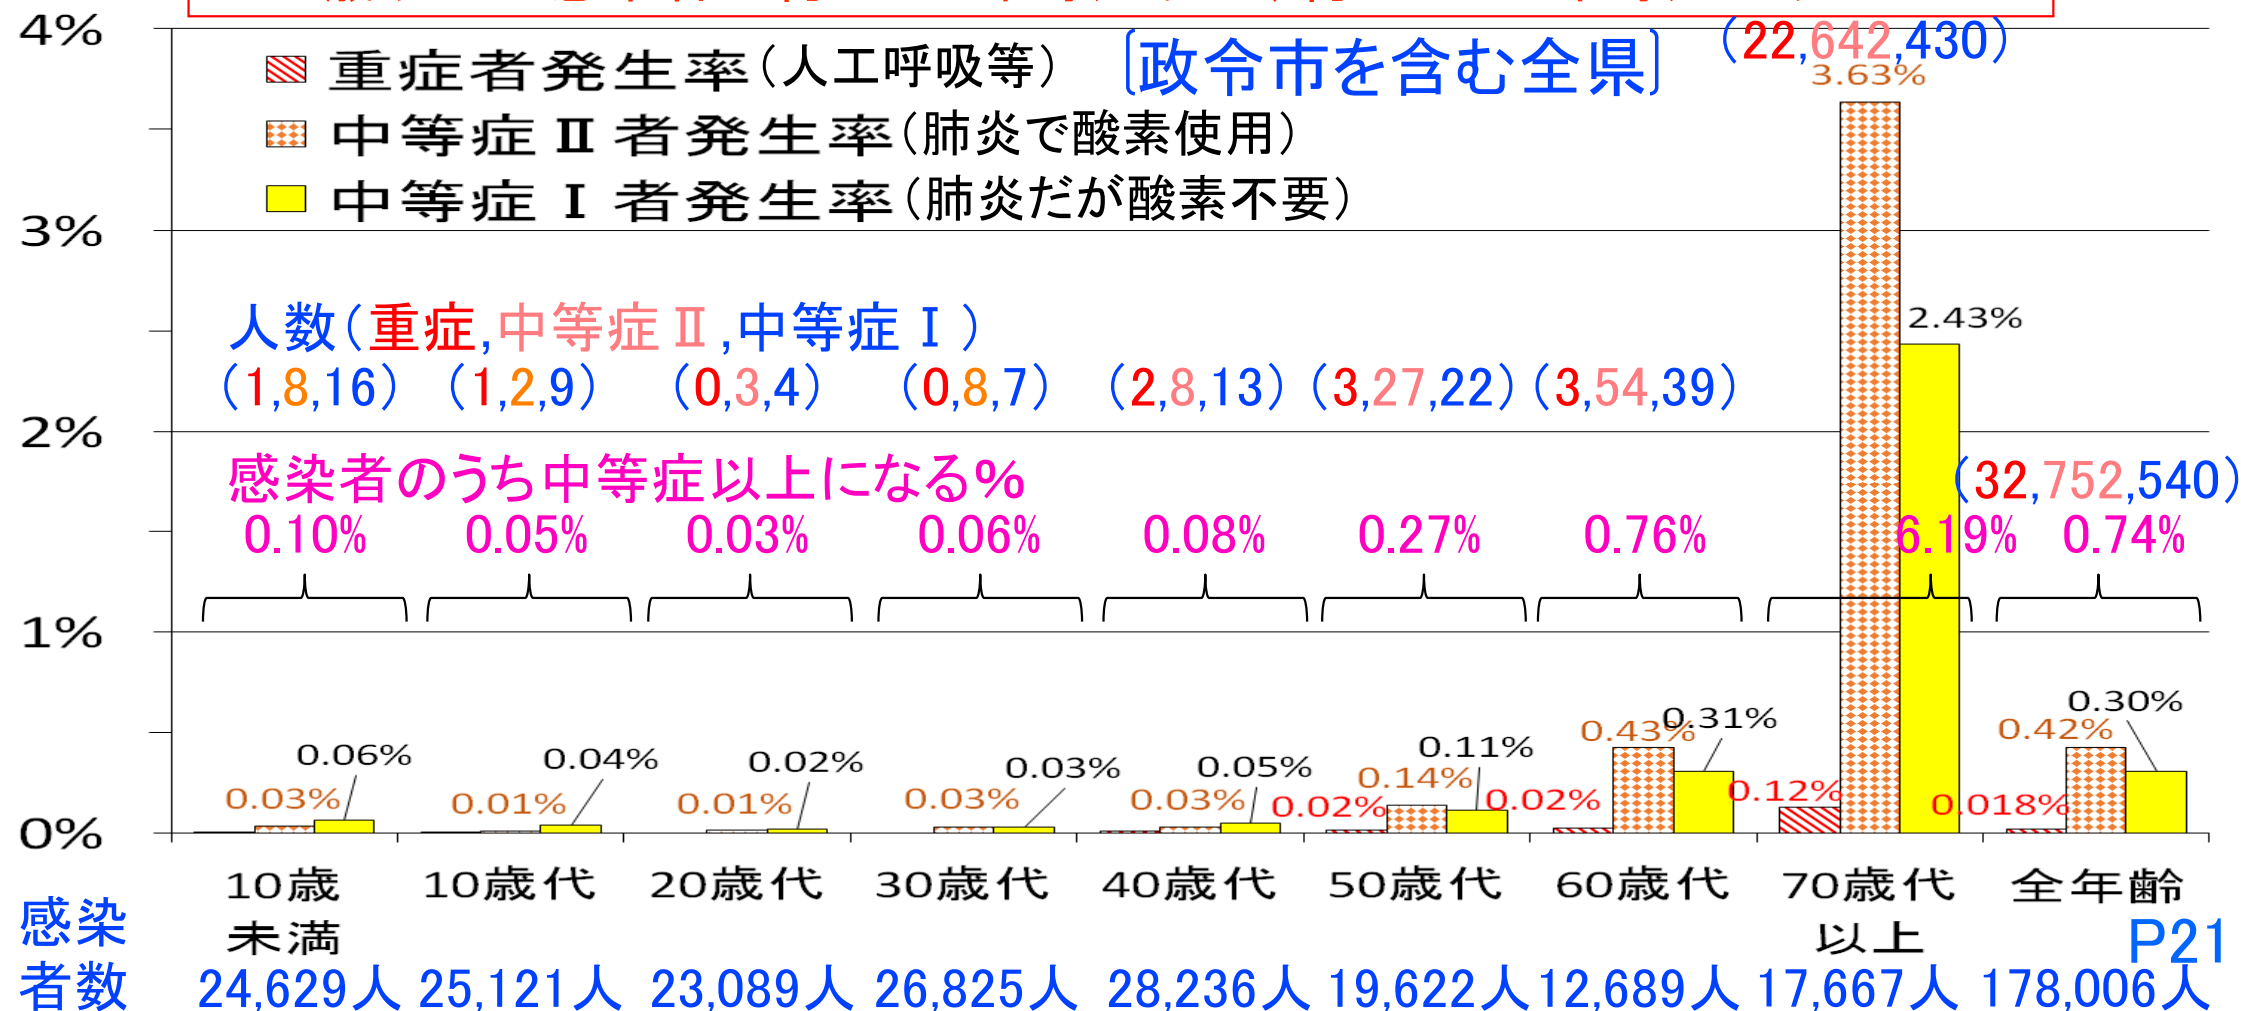 4%
重症者発生率(人工呼吸等) [政令市を含む全県] (22,642,430)
3.63%
中等症Ⅱ者発生率(肺炎で酸素使用)
中等症Ⅰ者発生率(肺炎だが酸素不要)
3%
2.43%
人数(重症,中等症Ⅱ,中等症Ⅰ)
(1,8,16) (1,2,9) (0,3,4) (0,8,7) (2,8,13) (3,27,22) (3,54,39)
2%
感染者のうち中等症以上になる% (32,752,540)
0.10% 0.05% 0.03% 0.06% 0.08% 0.27% 0.76% 6.19% 0.74%
1%
0.06% 0.04% 0.02% 0.03% 0.05% 0.11% 0.31% 0.30%
0.03% 0.01% 0.01% 0.03% 0.03% 0.14% 0.43% 0.42%
0.02% 0.02% 0.12% 0.018%
0%
10歳未満 10歳代 20歳代 30歳代 40歳代 50歳代 60歳代 70歳代以上 全年齢
P21
感染者数 24,629人 25,121人 23,089人 26,825人 28,236人 19,622人 12,689人 17,667人 178,006人